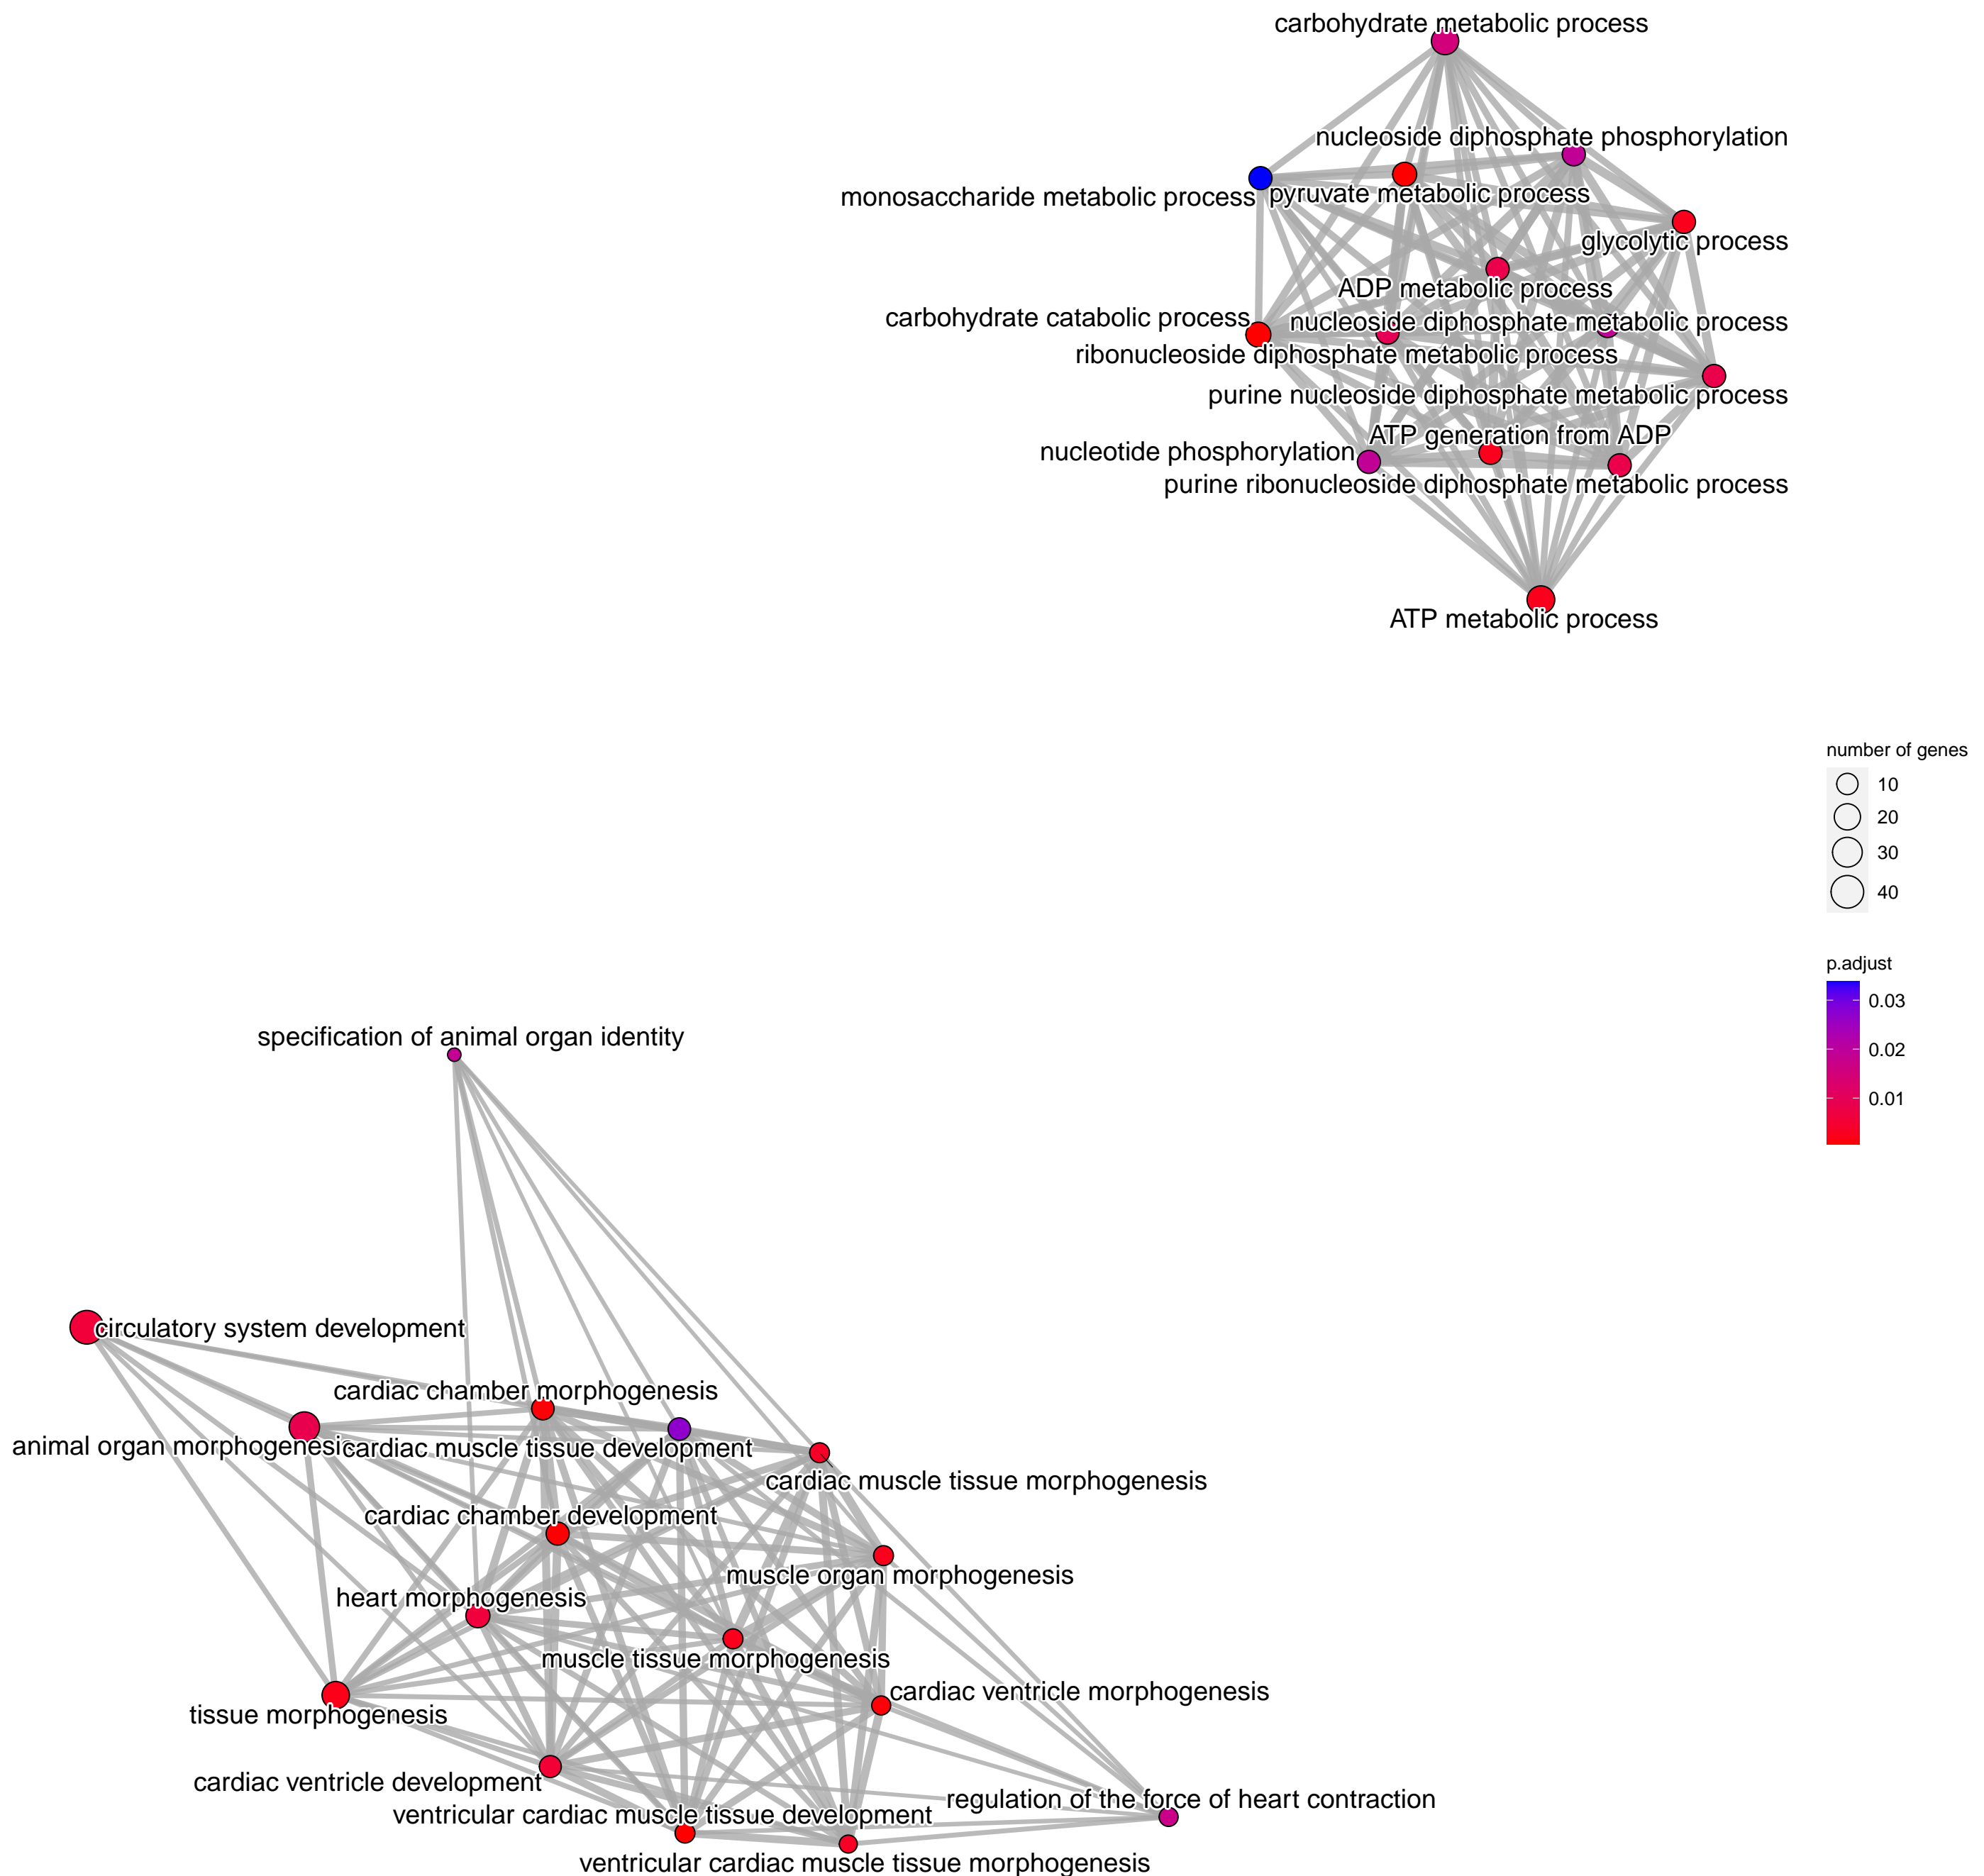 carbohydrate metabolic process
nucleoside diphosphate phosphorylation
monosaccharide metabolic process
pyruvate metabolic process
glycolytic process
ADP metabolic process
carbohydrate catabolic process
nucleoside diphosphate metabolic process
ribonucleoside diphosphate metabolic process
purine nucleoside diphosphate metabolic process
ATP generation from ADP
nucleotide phosphorylation
purine ribonucleoside diphosphate metabolic process
ATP metabolic process
number of genes
10
20
30
40
p.adjust
0.03
0.02
0.01
specification of animal organ identity
circulatory system development
cardiac chamber morphogenesis
animal organ morphogenesis
cardiac muscle tissue development
cardiac muscle tissue morphogenesis
cardiac chamber development
muscle organ morphogenesis
heart morphogenesis
muscle tissue morphogenesis
cardiac ventricle morphogenesis
tissue morphogenesis
cardiac ventricle development
regulation of the force of heart contraction
ventricular cardiac muscle tissue development
ventricular cardiac muscle tissue morphogenesis